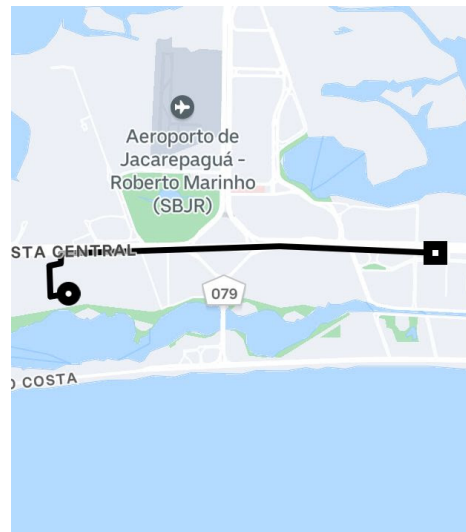 Aeroporto de
Jacarepaguá -
Roberto Marinho
(SBJR)
STA CENTRAL
079
O COSTA